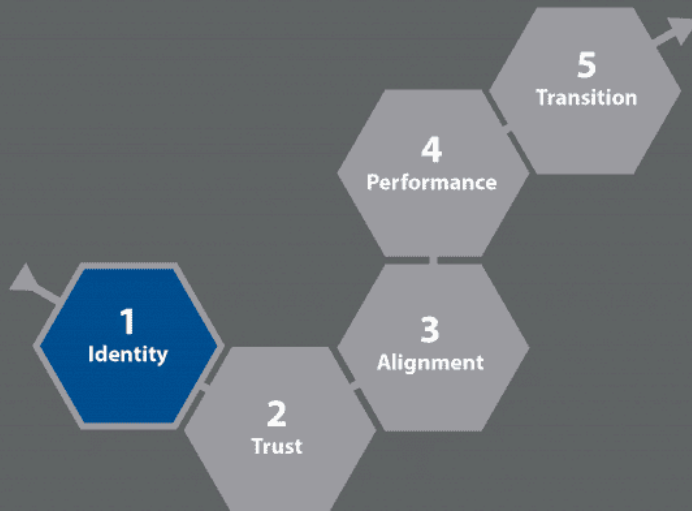 1
Identity
2
Trust
3
Alignment
4
Performance
5
Transition